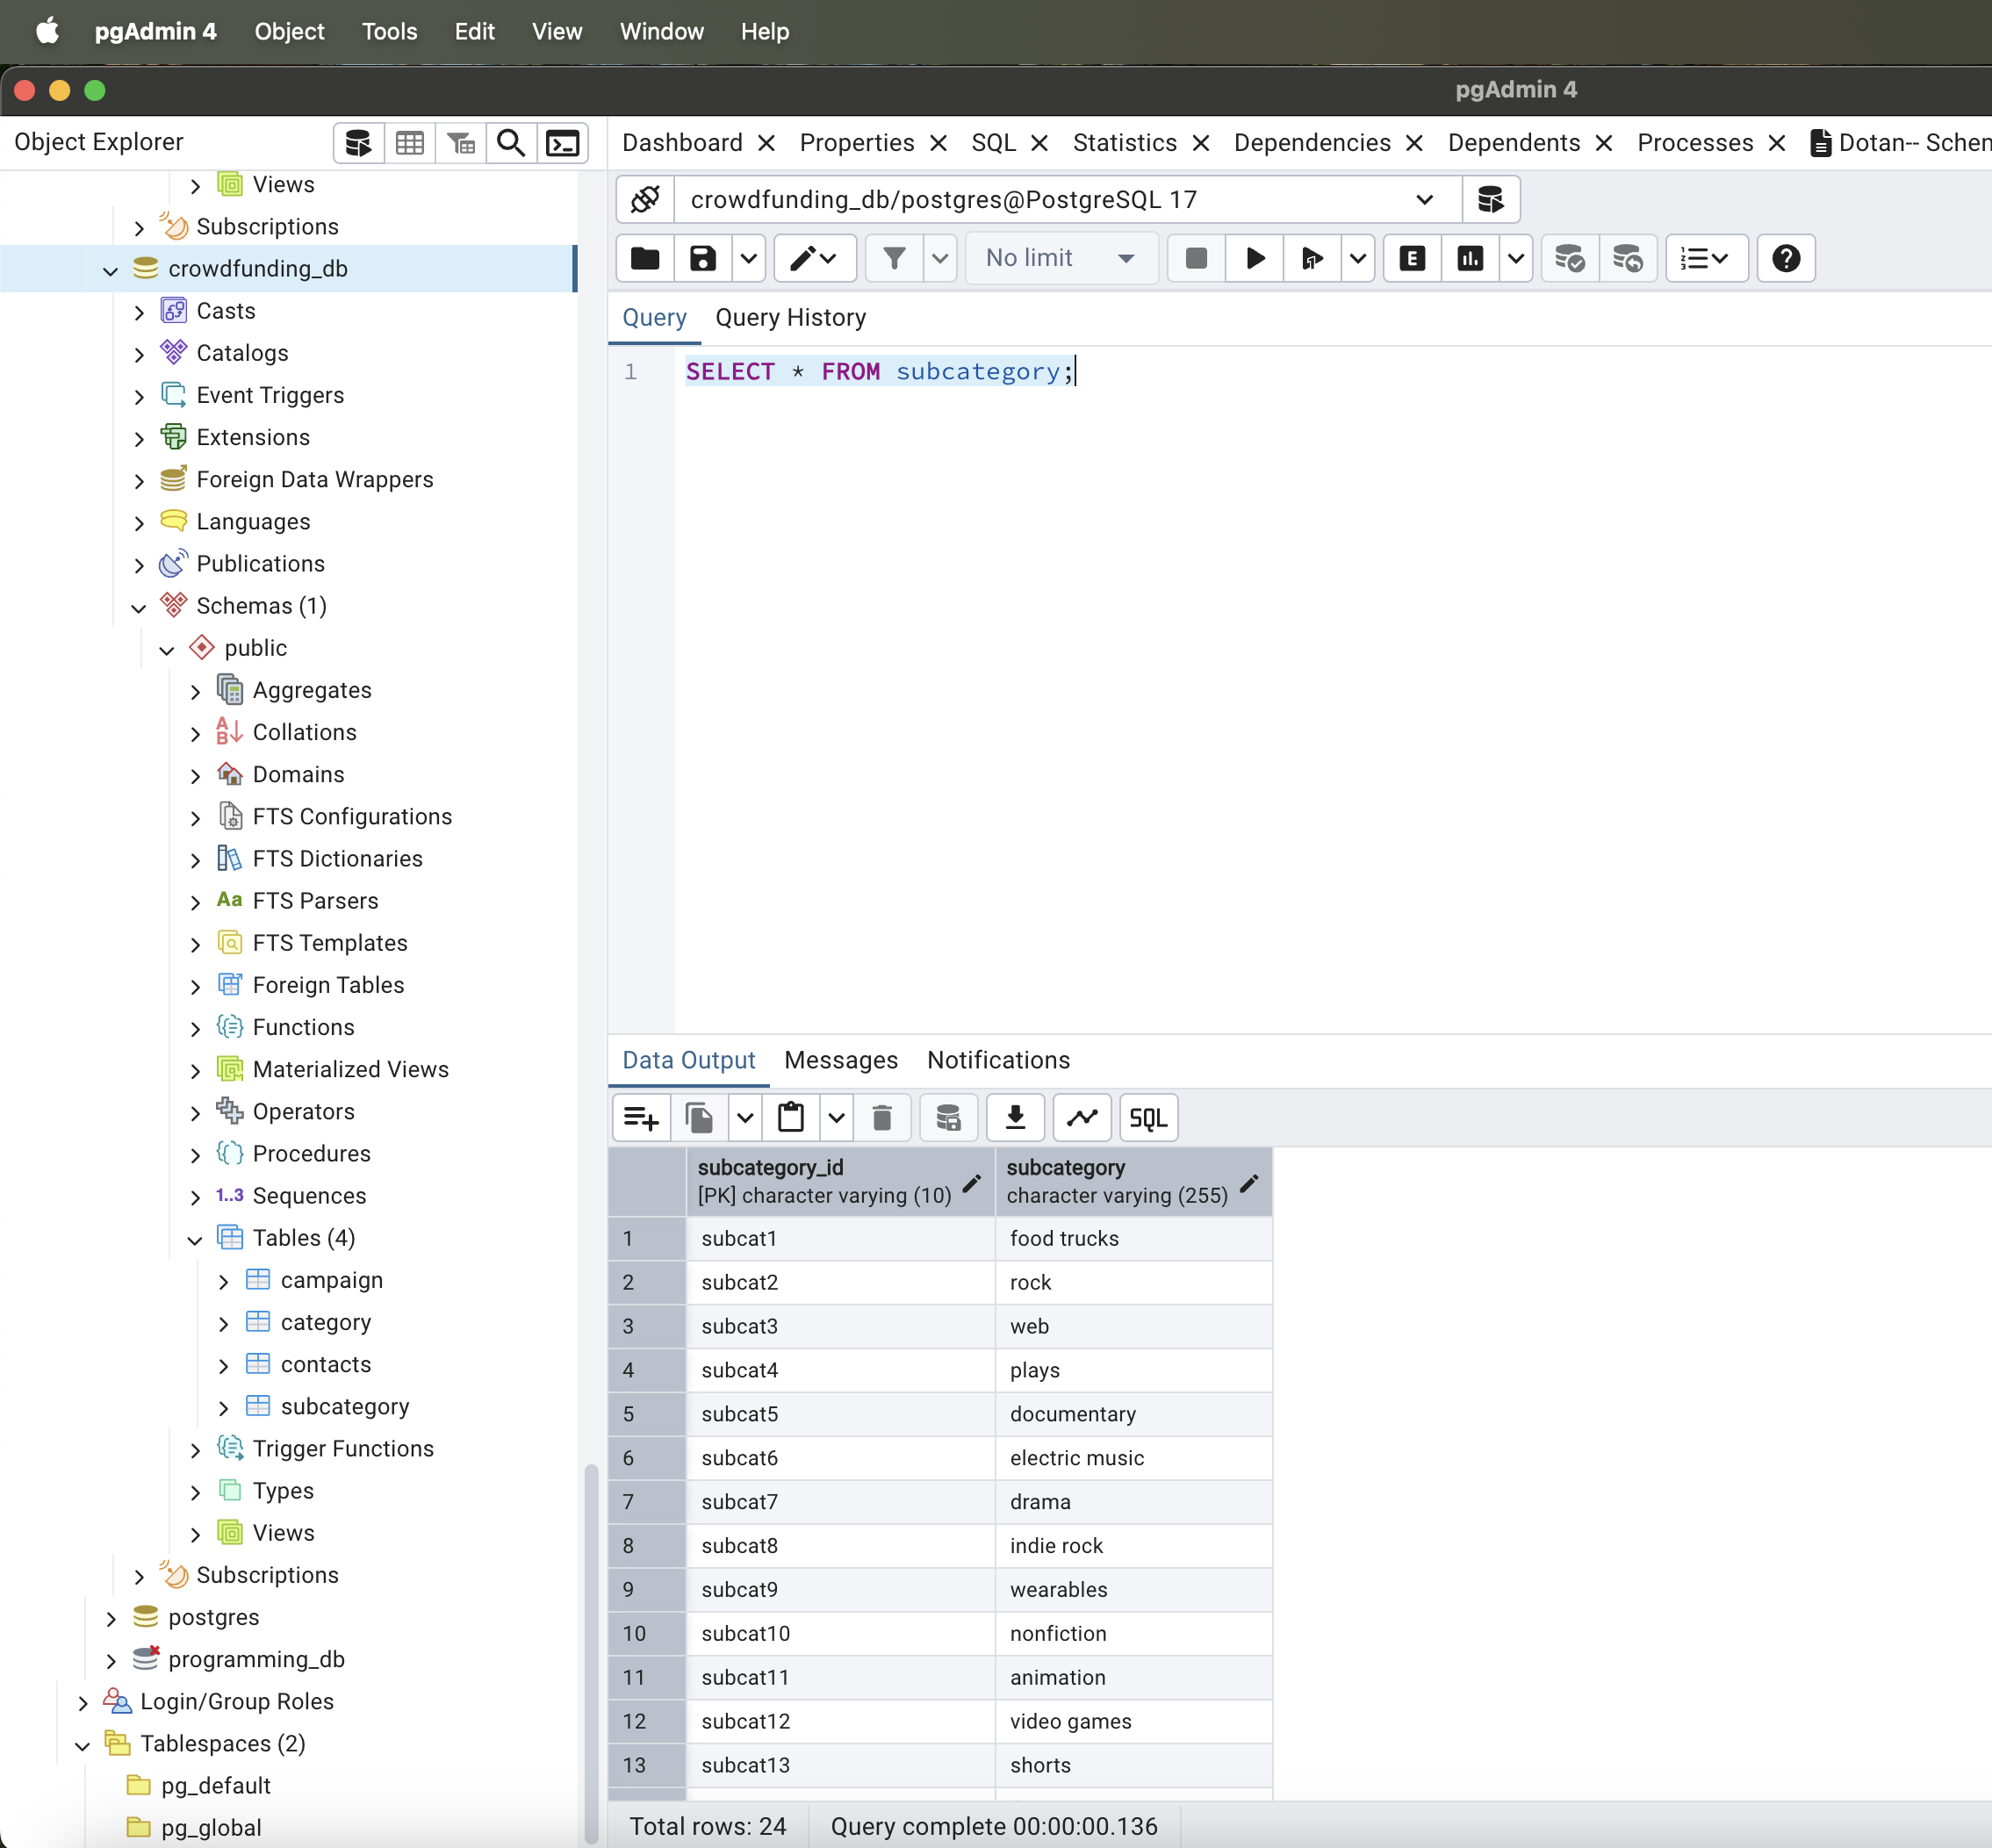 pgAdmin 4 Object Tools Edit View Window Help
pgAdmin 4
Object Explorer
Views
Subscriptions
crowdfunding_db
Casts
Catalogs
Event Triggers
Extensions
Foreign Data Wrappers
Languages
Publications
Schemas (1)
public
Aggregates
Collations
Domains
FTS Configurations
FTS Dictionaries
Aa FTS Parsers
FTS Templates
Foreign Tables
Functions
Materialized Views
Operators
Procedures
1..3 Sequences
Tables (4)
campaign
category
contacts
subcategory
Trigger Functions
Types
Views
Subscriptions
postgres
programming_db
Login/Group Roles
Tablespaces (2)
pg_default
pg_global
Dashboard Properties SQL Statistics Dependencies Dependents Processes Dotan-- Schem
crowdfunding_db/postgres@PostgreSQL 17
No limit E
Query Query History
1 SELECT * FROM subcategory;
Data Output Messages Notifications
SQL
subcategory_id subcategory
[PK] character varying (10) character varying (255)
1 subcat1 food trucks
2 subcat2 rock
3 subcat3 web
4 subcat4 plays
5 subcat5 documentary
6 subcat6 electric music
7 subcat7 drama
8 subcat8 indie rock
9 subcat9 wearables
10 subcat10 nonfiction
11 subcat11 animation
12 subcat12 video games
13 subcat13 shorts
Total rows: 24 Query complete 00:00:00.136